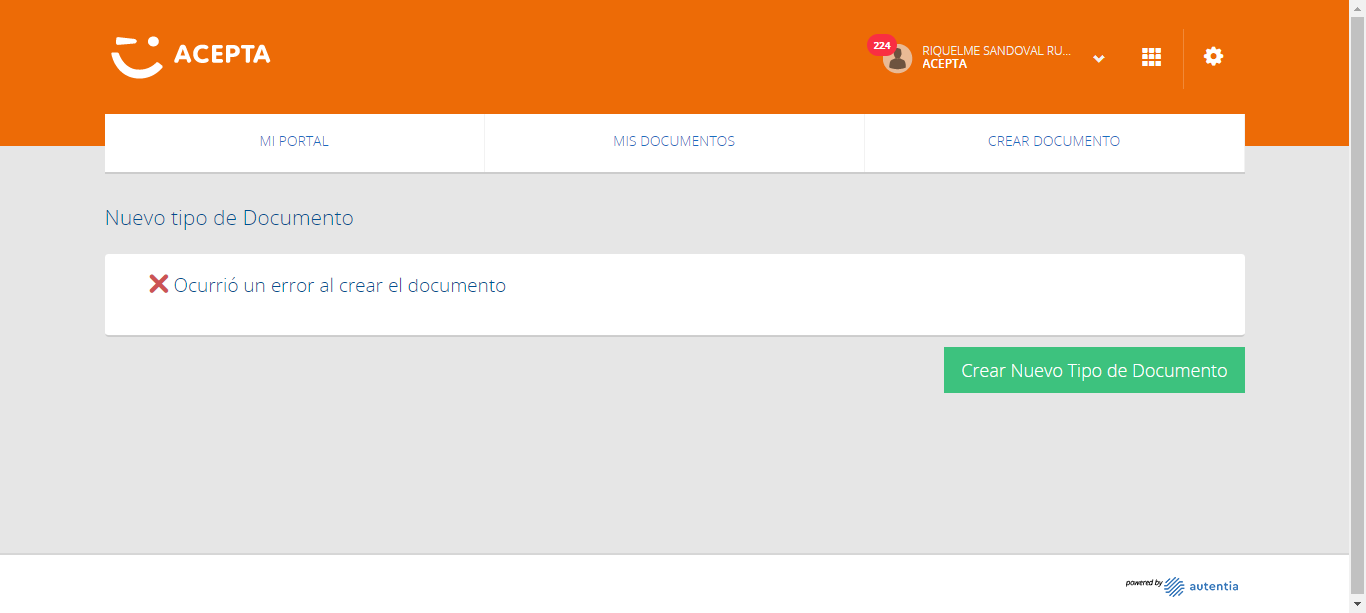 ACEPTA
224
RIQUELME SANDOVAL RU...
ACEPTA
MI PORTAL
MIS DOCUMENTOS
CREAR DOCUMENTO
Nuevo tipo de Documento
Ocurrió un error al crear el documento
Crear Nuevo Tipo de Documento
powered by autentia